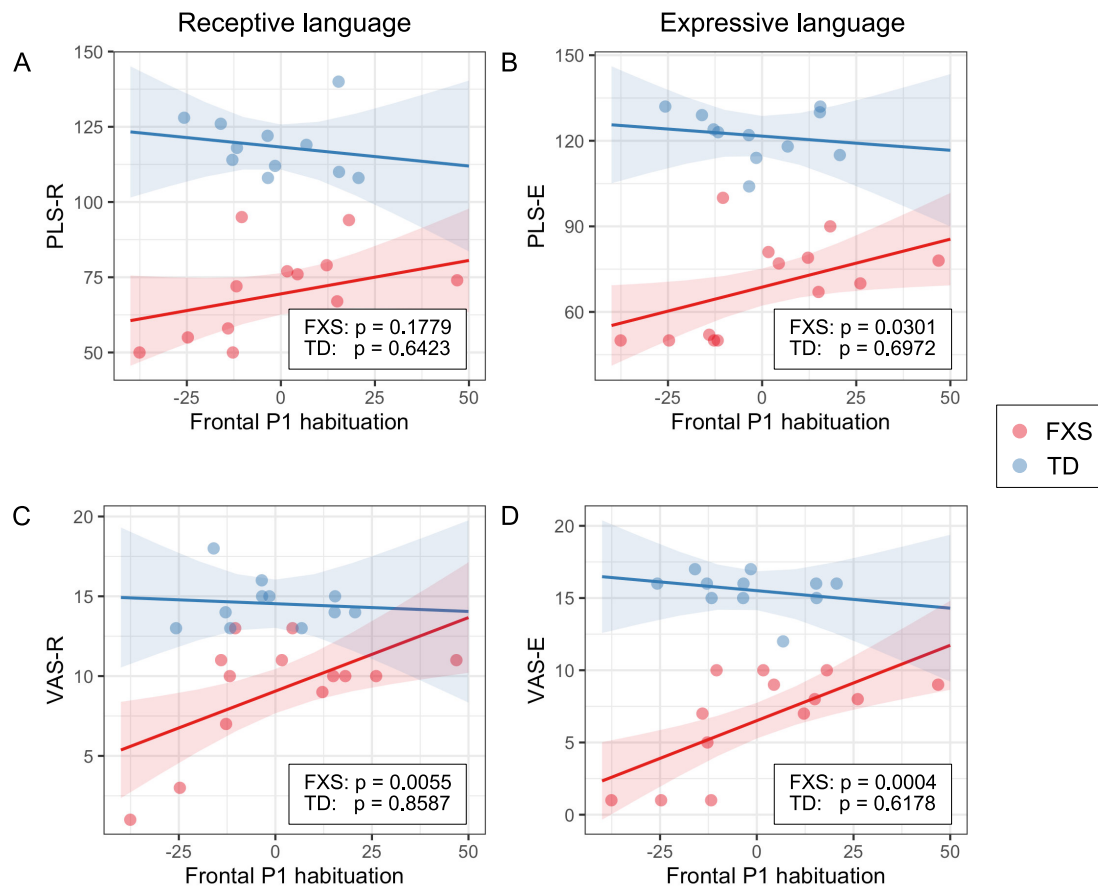 Receptive language
Expressive language
A
150
125
100
75
50
PLS-R
-25
0
25
50
Frontal P1 habituation
FXS: p = 0.1779
TD: p = 0.6423
B
150
120
90
60
PLS-E
-25
0
25
50
Frontal P1 habituation
FXS: p = 0.0301
TD: p = 0.6972
FXS
TD
C
20
15
10
5
VAS-R
-25
0
25
50
Frontal P1 habituation
FXS: p = 0.0055
TD: p = 0.8587
D
20
15
10
5
0
VAS-E
-25
0
25
50
Frontal P1 habituation
FXS: p = 0.0004
TD: p = 0.6178